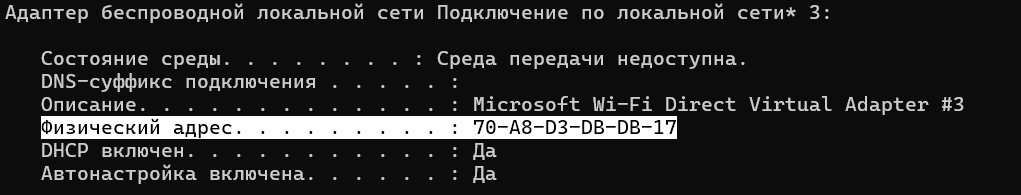 Адаптер беспроводной локальной сети Подключение по локальной сети* 3:
Состояние среды. . . . . . . . : Среда передачи недоступна.
DNS-суффикс подключения . . . . . :
Описание. . . . . . . . . . . . . : Microsoft Wi-Fi Direct Virtual Adapter #3
Физический адрес. . . . . . . . . : 70-A8-D3-DB-DB-17
DHCP включен. . . . . . . . . . . : Да
Автонастройка включена. . . . . . : Да